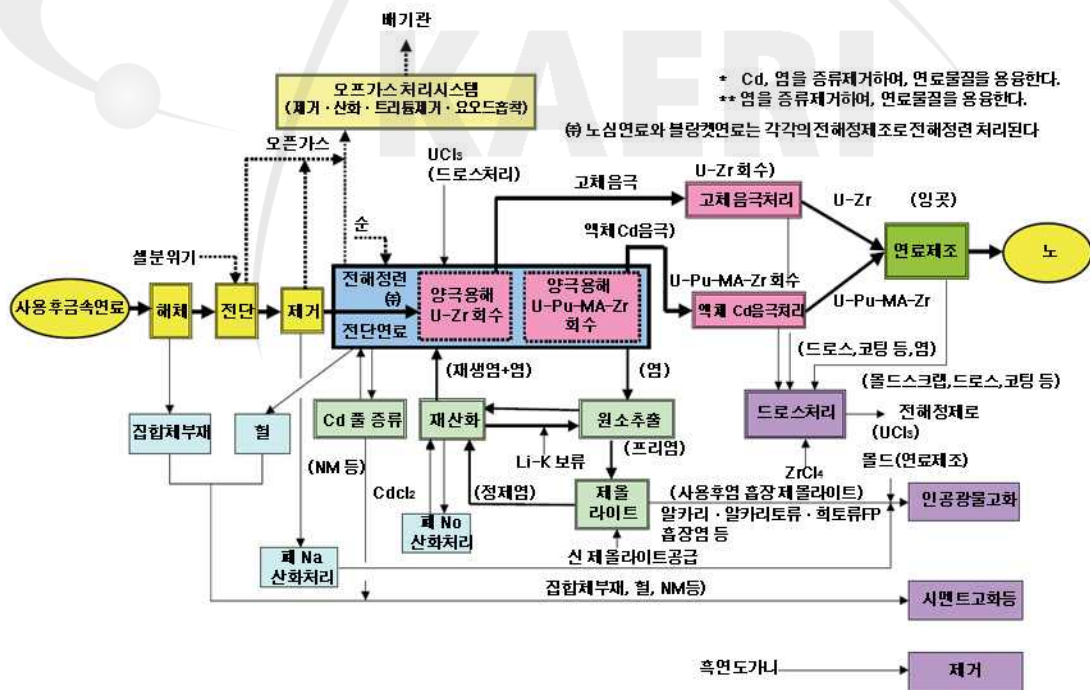 KAERI
배기관
오프가스 처리시스템
(제거 · 산화 · 트리튬제거 · 요오드흡착)
* Cd, 염을 증류제거하며, 연료물질을 용융한다.
** 염을 증류제거하며, 연료물질을 용융한다.
㈜ 노심연료와 블랑켓연료는 각각의 전해정제조로 전해정련 처리된다
오픈가스
UCl₃
(드로스처리)
고체음극
U-Zr 회수)
고체 음극처리
U-Zr
(잉곳)
순
액체 Cd음극)
연료제조
노
셀분위기
사용후금속연료
해체
전단
제거
전해정련
㈜
전단연료
양극용해
U-Zr 회수
양극용해
U-Pu-MA-Zr
회수
U-Pu-MA-Zr 회수
액체 Cd음극처리
U-Pu-MA-Zr
(재생염+염)
(염)
(드로스,코팅 등,염)
(몰드스크랩,드로스,코팅 등)
집합체부재
헐
Cd 풀 증류
재산화
원소추출
드로스처리
전해정제로
(UCl₃)
(NM 등)
Li-K 보류
(프리염)
ZrCl₄
몰드(연료제조)
Cdcl₂
(정제염)
제올
라이트
(사용후염 흡장 제몰라이트)
알카리 · 알카리토류 · 희토류FP
흡장염 등
인공광물고화
폐 No
산화처리
폐 Na
산화처리
신 제올라이트공급
집합체부재, 헐, NM등)
시멘트고화등
흑연도가니
제거